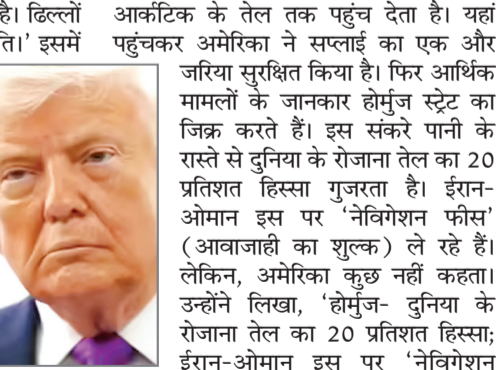 है। ढिल्लों
ति।’ इसमें
आर्कटिक के तेल तक पहुंच देता है। यहां
पहुंचकर अमेरिका ने सप्लाई का एक और
जरिया सुरक्षित किया है। फिर आर्थिक
मामलों के जानकार होर्मुज स्ट्रेट का
जिक्र करते हैं। इस संकरे पानी के
रास्ते से दुनिया के रोजाना तेल का 20
प्रतिशत हिस्सा गुजरता है। ईरान-
ओमान इस पर ‘नेविगेशन फीस’
(आवाजाही का शुल्क) ले रहे हैं।
लेकिन, अमेरिका कुछ नहीं कहता।
उन्होंने लिखा, ‘होर्मुज- दुनिया के
रोजाना तेल का 20 प्रतिशत हिस्सा;
ईरान-ओमान इस पर ‘नेविगेशन